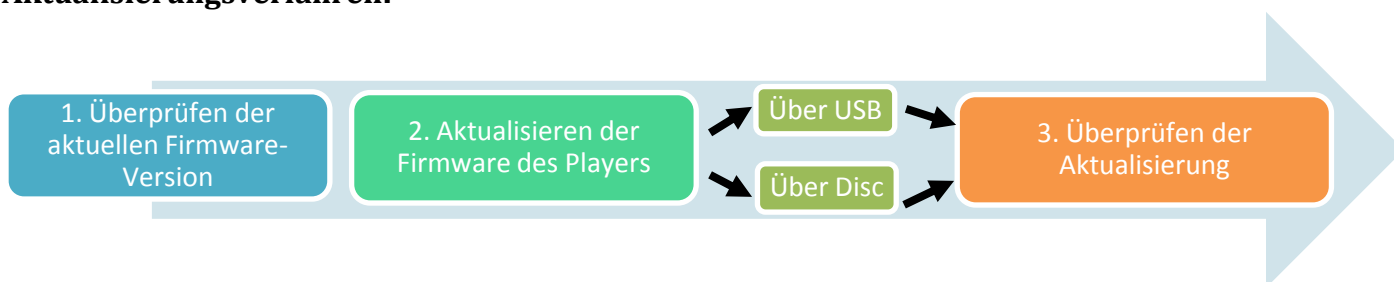 Aktualisierungsverfahren:
1. Überprüfen der
aktuellen Firmware-
Version
2. Aktualisieren der
Firmware des Players
Über USB
Über Disc
3. Überprüfen der
Aktualisierung